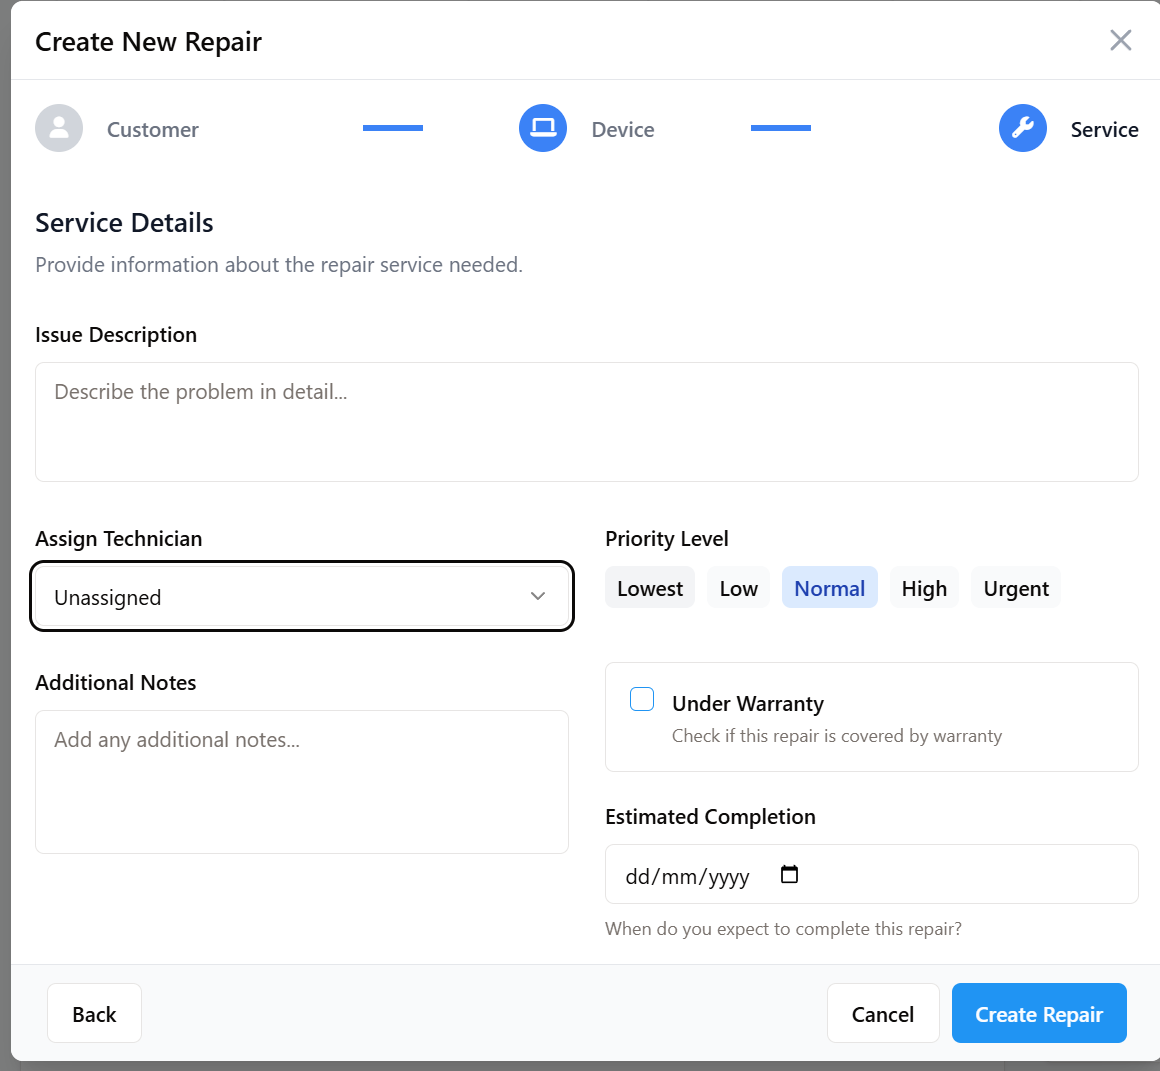 Create New Repair
Customer
Device
Service
Service Details
Provide information about the repair service needed.
Issue Description
Describe the problem in detail...
Assign Technician
Unassigned
Priority Level
Lowest Low Normal High Urgent
Additional Notes
Add any additional notes...
Under Warranty
Check if this repair is covered by warranty
Estimated Completion
dd/mm/yyyy
When do you expect to complete this repair?
Back
Cancel
Create Repair